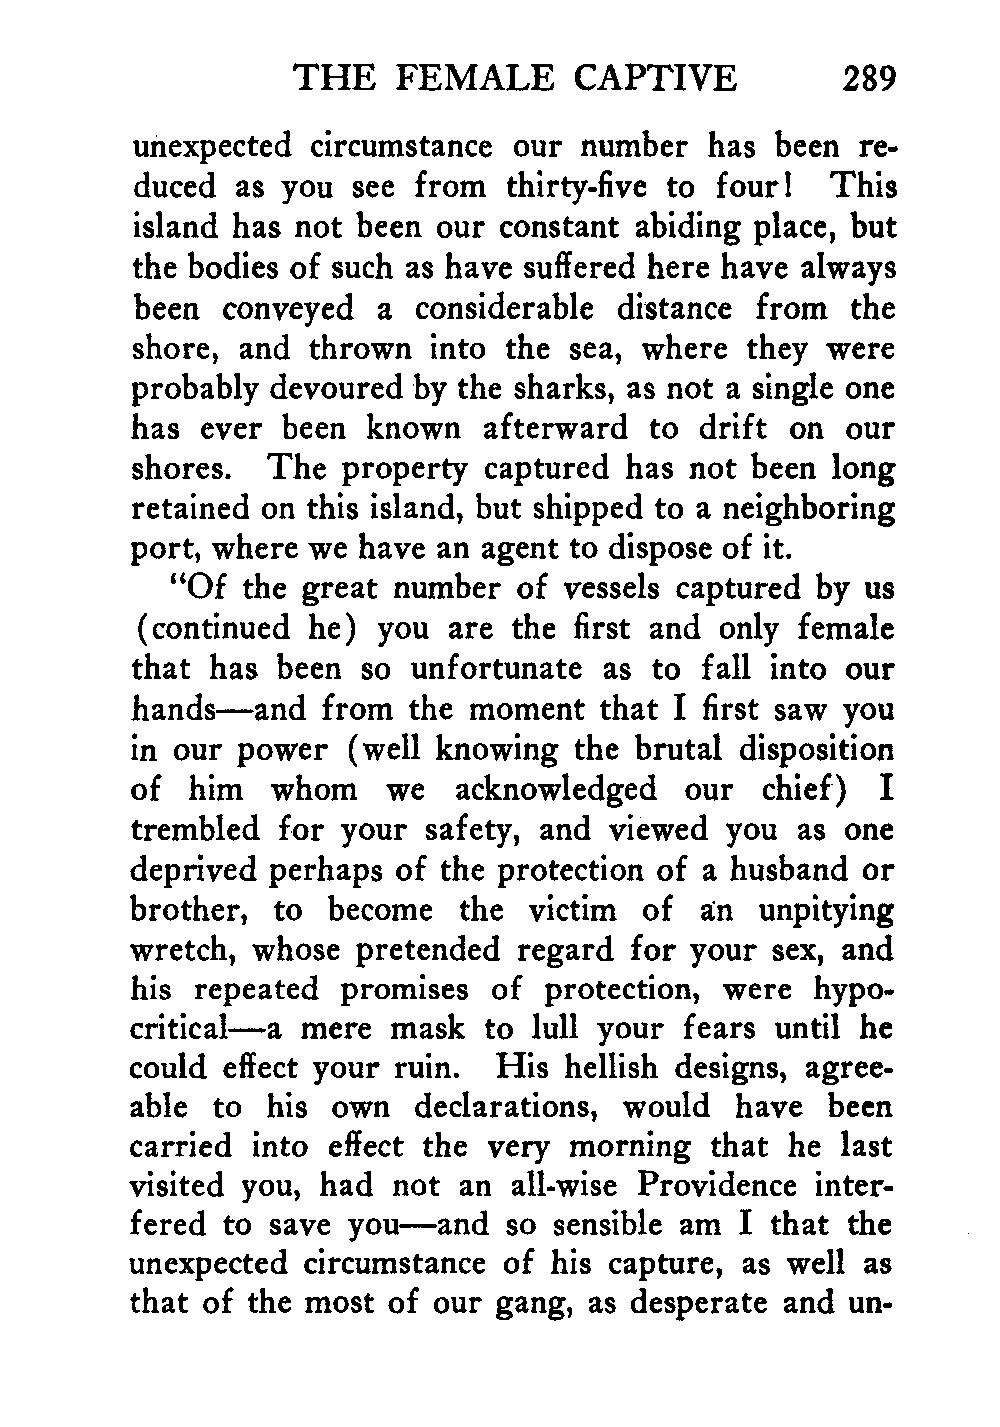 THE FEMALE CAPTIVE 289
unexpected circumstance our number has been re-
duced as you see from thirty-five to four! This
island has not been our constant abiding place, but
the bodies of such as have suffered here have always
been conveyed a considerable distance from the
shore, and thrown into the sea, where they were
probably devoured by the sharks, as not a single one
has ever been known afterward to drift on our
shores. The property captured has not been long
retained on this island, but shipped to a neighboring
port, where we have an agent to dispose of it.
"Of the great number of vessels captured by us
(continued he) you are the first and only female
that has been so unfortunate as to fall into our
hands—and from the moment that I first saw you
in our power (well knowing the brutal disposition
of him whom we acknowledged our chief) I
trembled for your safety, and viewed you as one
deprived perhaps of the protection of a husband or
brother, to become the victim of an unpitying
wretch, whose pretended regard for your sex, and
his repeated promises of protection, were hypo-
critical—a mere mask to lull your fears until he
could effect your ruin. His hellish designs, agree-
able to his own declarations, would have been
carried into effect the very morning that he last
visited you, had not an all-wise Providence inter-
fered to save you—and so sensible am I that the
unexpected circumstance of his capture, as well as
that of the most of our gang, as desperate and un-